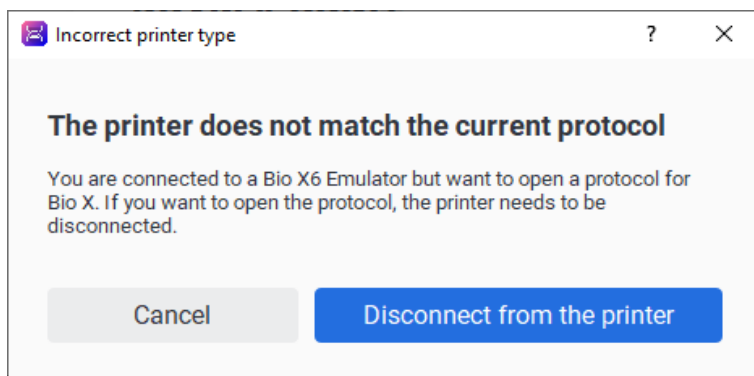 Incorrect printer type
?
The printer does not match the current protocol
You are connected to a Bio X6 Emulator but want to open a protocol for
Bio X. If you want to open the protocol, the printer needs to be
disconnected.
Cancel
Disconnect from the printer